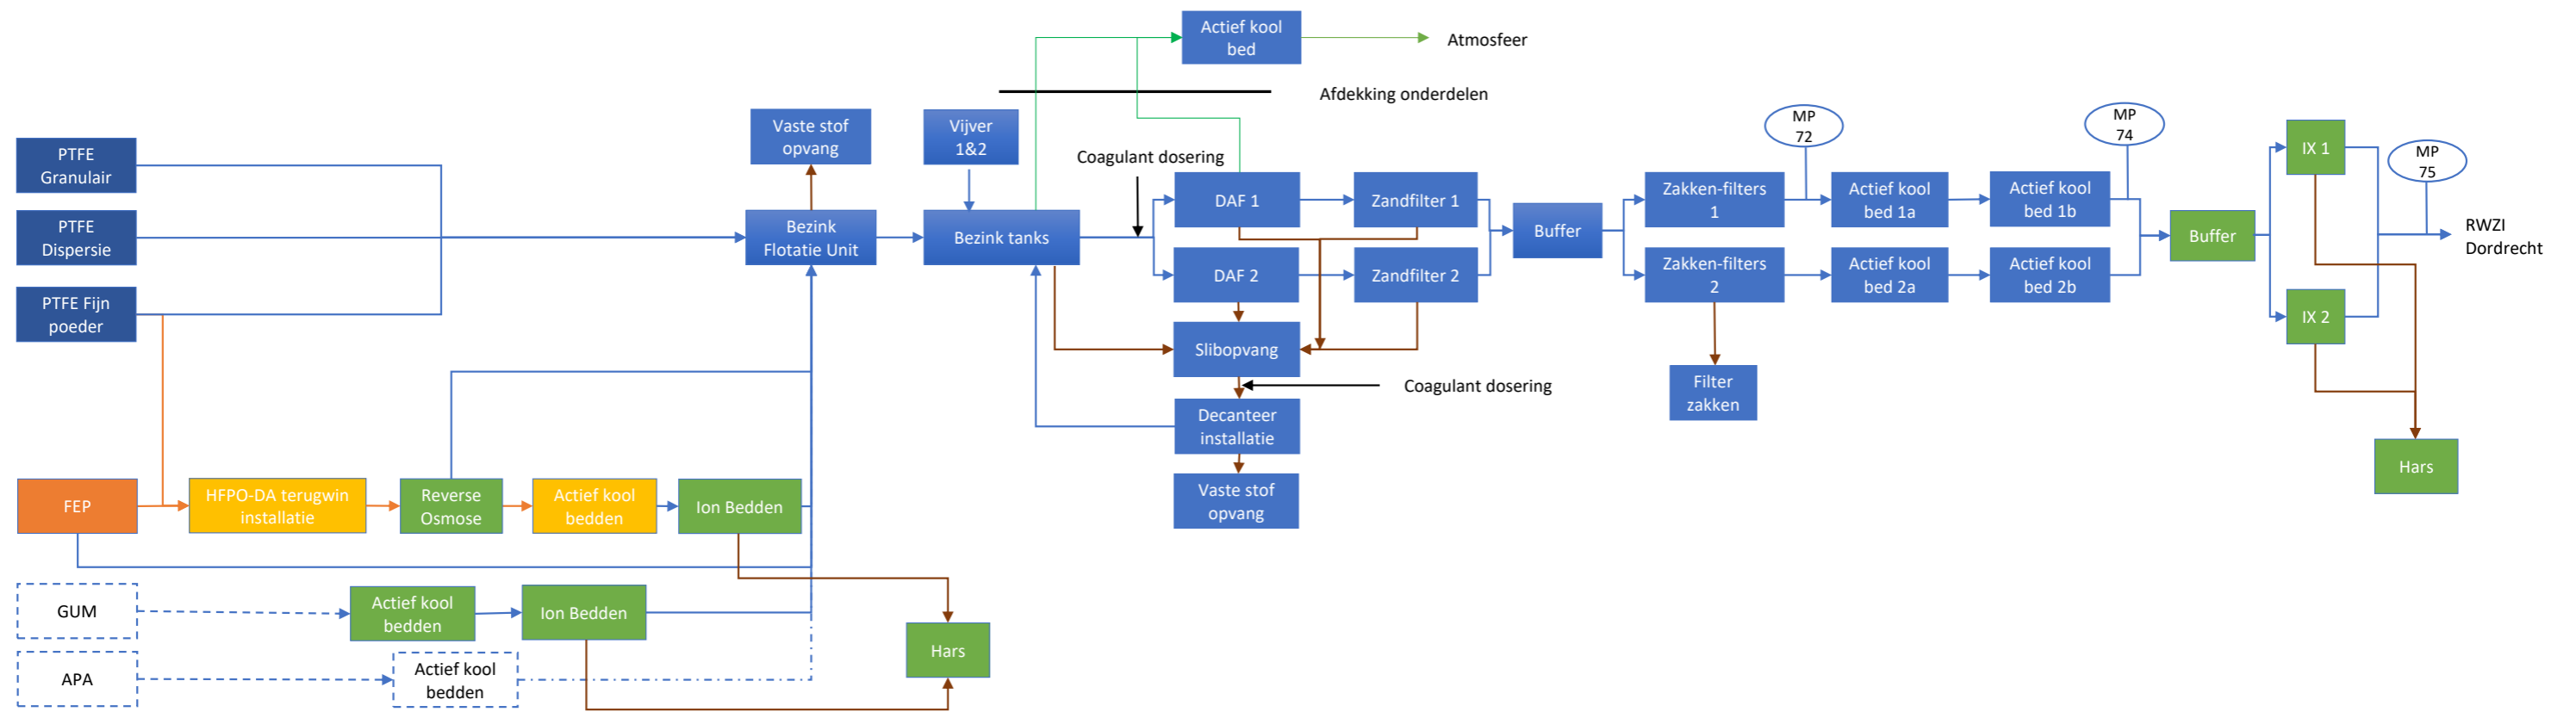 Actief kool
bed
Atmosfeer
Afdekking onderdelen
Vaste stof
opvang
Vijver
1&2
Coagulant dosering
MP
72
MP
74
MP
75
PTFE
Granulair
PTFE
Dispersie
PTFE Fijn
poeder
Bezink
Flotatie Unit
Bezink tanks
DAF 1
Zandfilter 1
DAF 2
Zandfilter 2
Buffer
Zakken-filters
1
Actief kool
bed 1a
Actief kool
bed 1b
Zakken-filters
2
Actief kool
bed 2a
Actief kool
bed 2b
Buffer
IX 1
IX 2
RWZI
Dordrecht
Slibopvang
Coagulant dosering
Filter
zakken
Decanteer
installatie
Vaste stof
opvang
Hars
FEP
HFPO-DA terugwin
installatie
Reverse
Osmose
Actief kool
bedden
Ion Bedden
GUM
Actief kool
bedden
Ion Bedden
APA
Actief kool
bedden
Hars